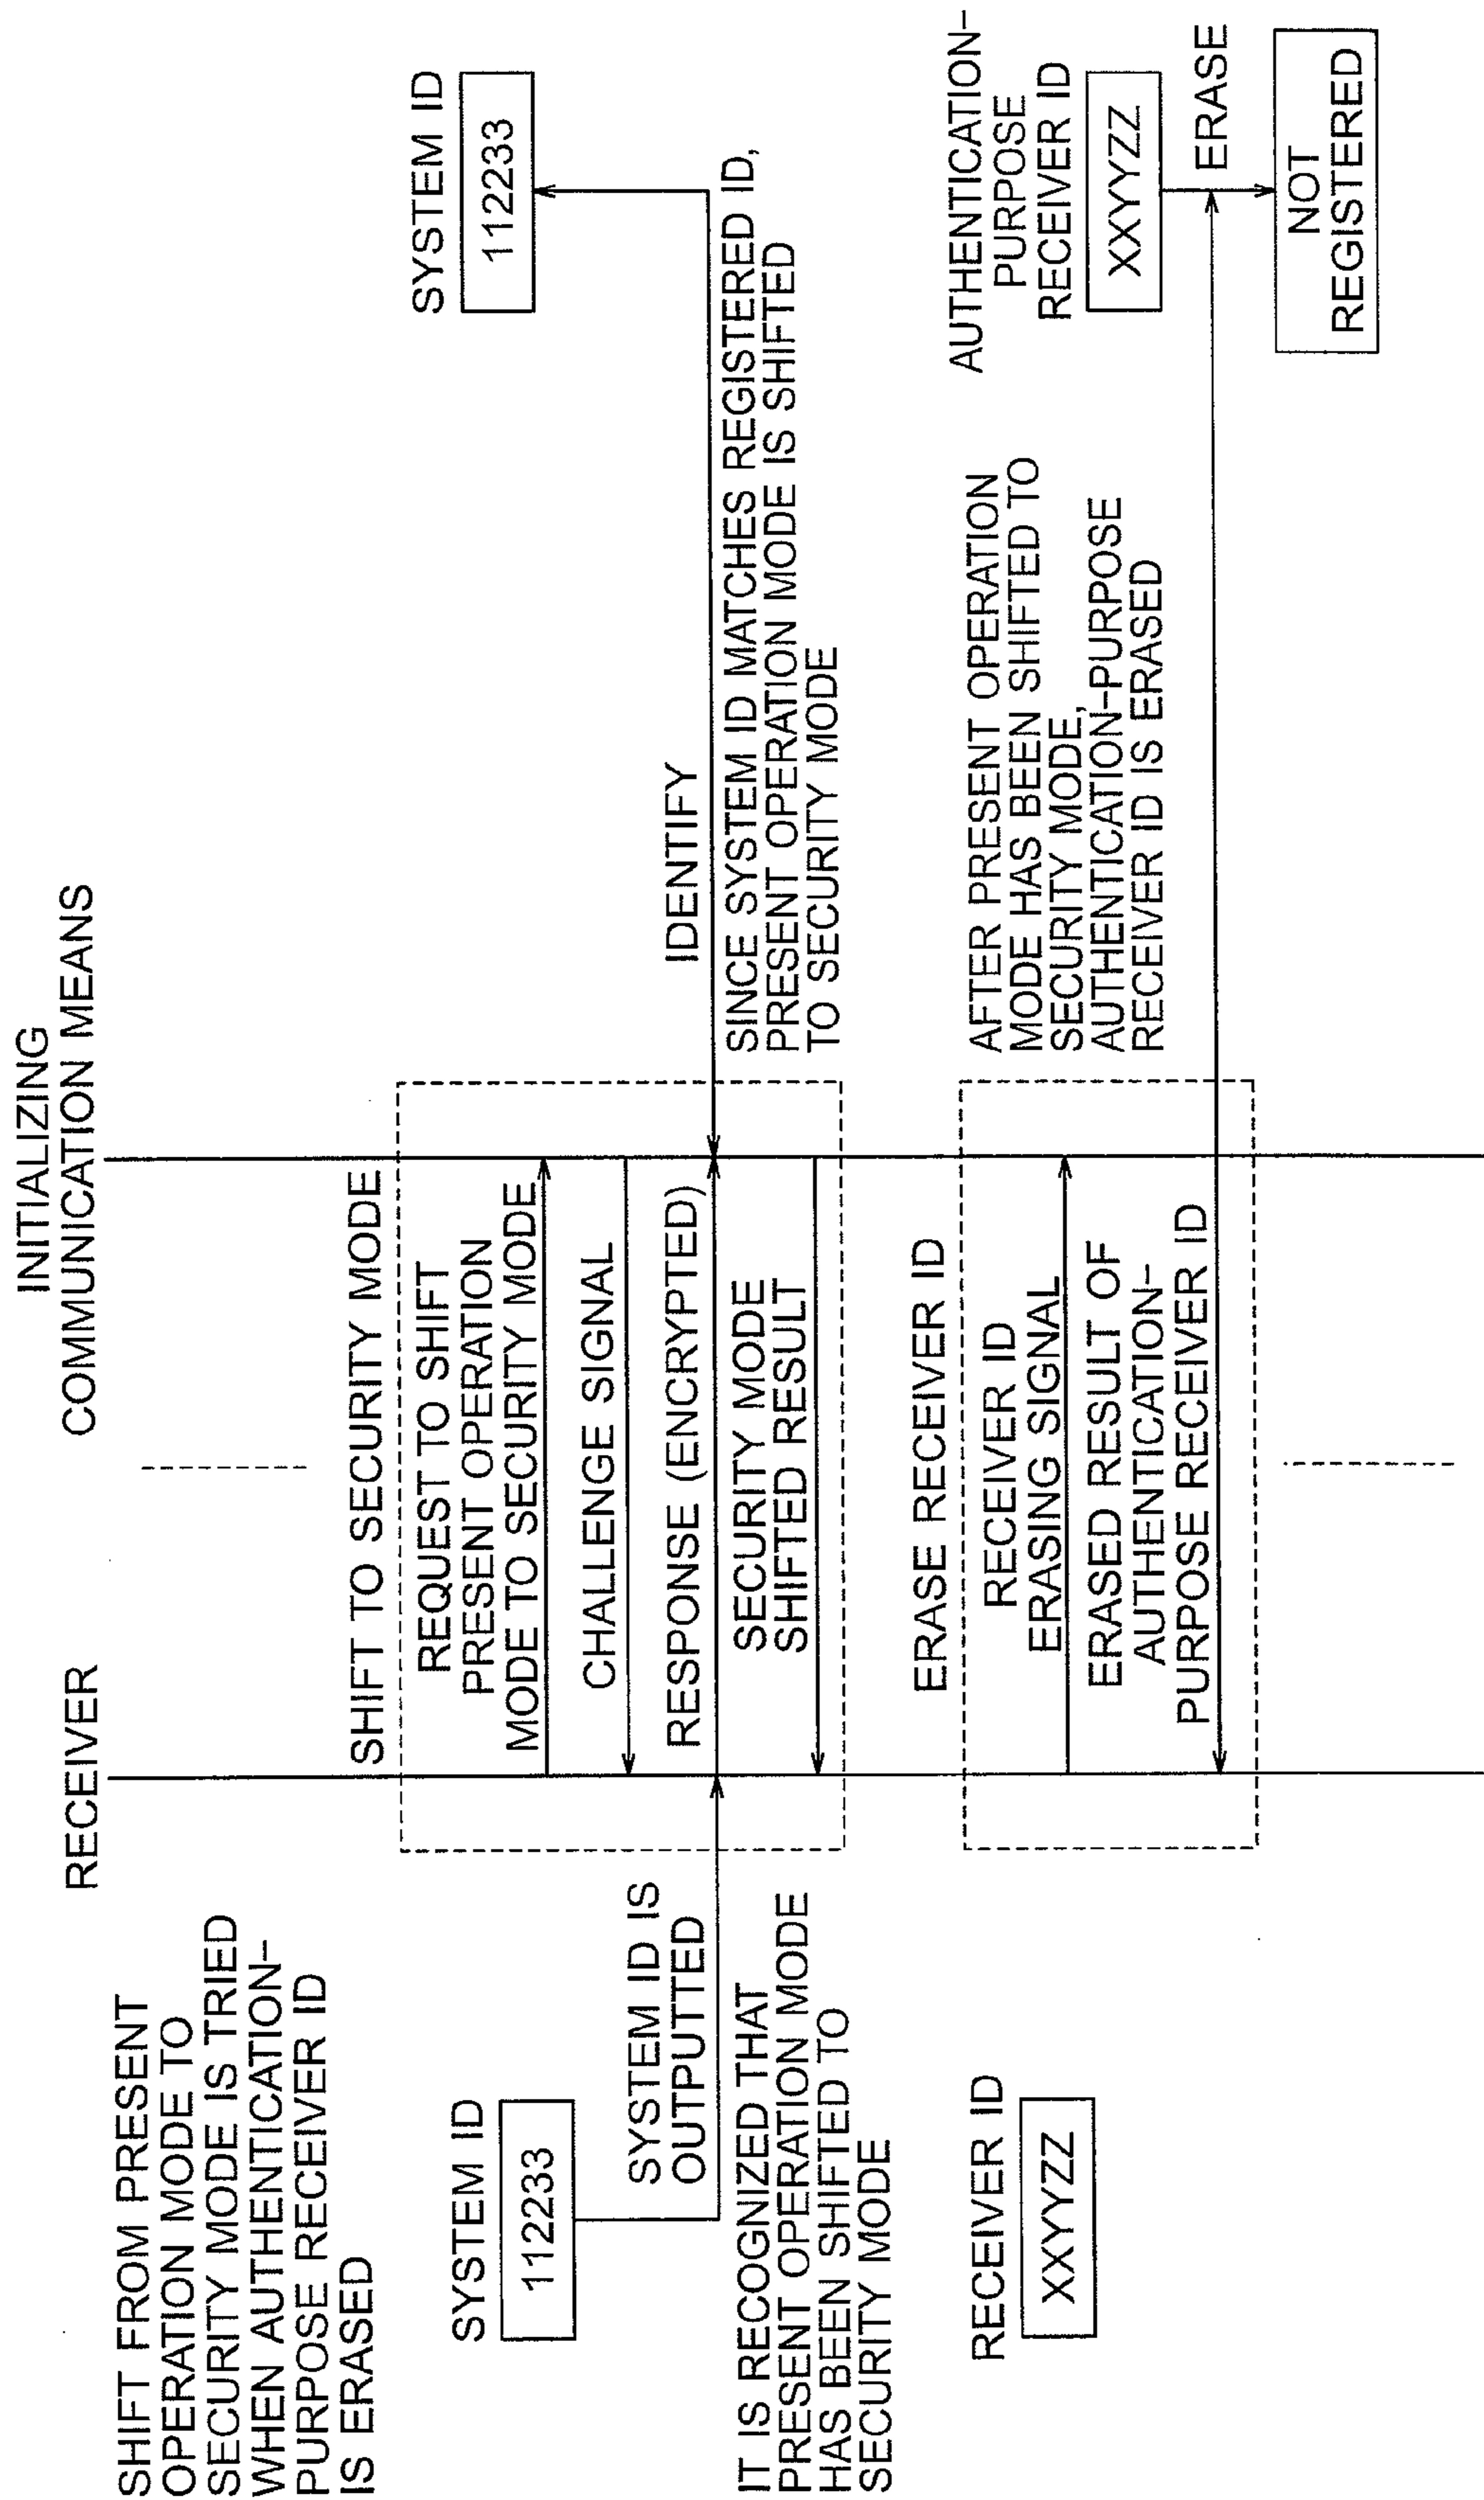 RECEIVER
INITIALIZING
COMMUNICATION MEANS
SHIFT FROM PRESENT
OPERATION MODE TO
SECURITY MODE IS TRIED
WHEN AUTHENTICATION-
PURPOSE RECEIVER ID
IS ERASED
SHIFT TO SECURITY MODE
SYSTEM ID
112233
REQUEST TO SHIFT
PRESENT OPERATION
MODE TO SECURITY MODE
SYSTEM ID
112233
CHALLENGE SIGNAL
SYSTEM ID IS
OUTPUTTED
RESPONSE (ENCRYPTED)
IDENTIFY
IT IS RECOGNIZED THAT
PRESENT OPERATION MODE
HAS BEEN SHIFTED TO
SECURITY MODE
SECURITY MODE
SHIFTED RESULT
SINCE SYSTEM ID MATCHES REGISTERED ID,
PRESENT OPERATION MODE IS SHIFTED
TO SECURITY MODE
ERASE RECEIVER ID
RECEIVER ID
XXYYZZ
RECEIVER ID
ERASING SIGNAL
ERASED RESULT OF
AUTHENTICATION-
PURPOSE RECEIVER ID
AFTER PRESENT OPERATION
MODE HAS BEEN SHIFTED TO
SECURITY MODE,
AUTHENTICATION-PURPOSE
RECEIVER ID IS ERASED
AUTHENTICATION-
PURPOSE
RECEIVER ID
XXYYZZ
ERASE
NOT
REGISTERED